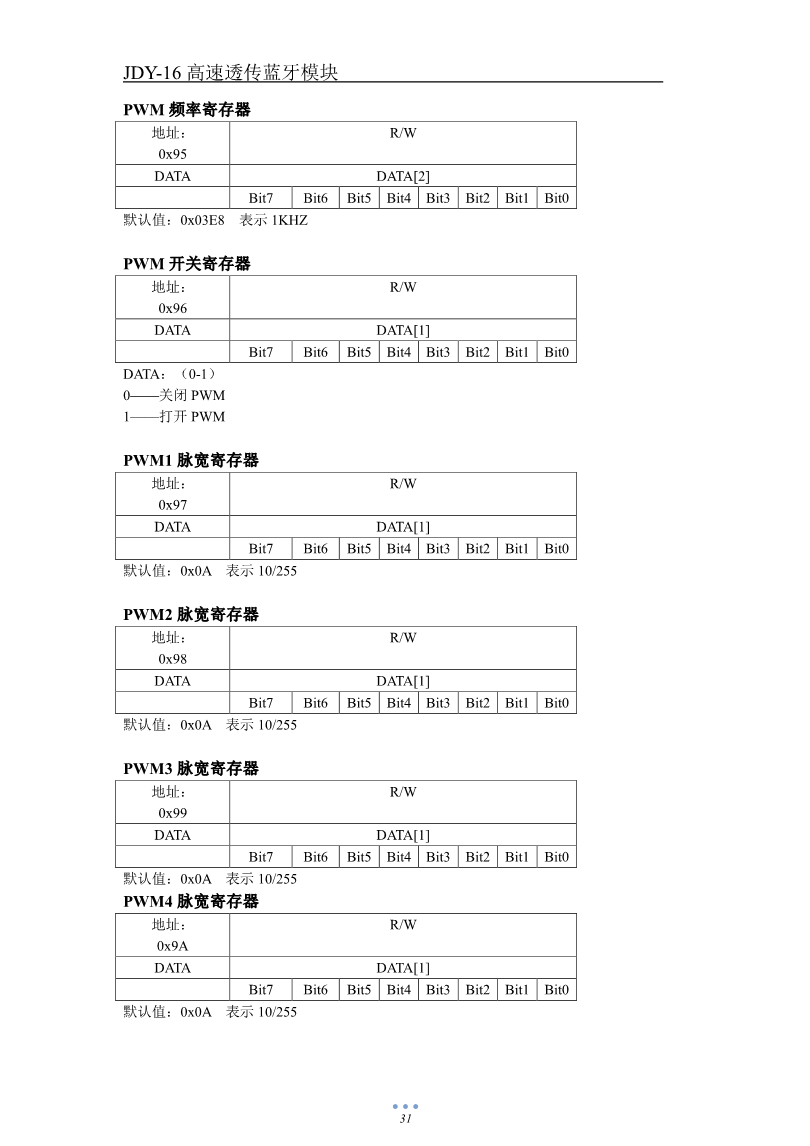 JDY-16 高速透传蓝牙模块
PWM 频率寄存器
地址： R/W
0x95
DATA DATA[2]
Bit7 Bit6 Bit5 Bit4 Bit3 Bit2 Bit1 Bit0
默认值：0x03E8 表示 1KHZ
PWM 开关寄存器
地址： R/W
0x96
DATA DATA[1]
Bit7 Bit6 Bit5 Bit4 Bit3 Bit2 Bit1 Bit0
DATA：（0-1）
0——关闭 PWM
1——打开 PWM
PWM1 脉宽寄存器
地址： R/W
0x97
DATA DATA[1]
Bit7 Bit6 Bit5 Bit4 Bit3 Bit2 Bit1 Bit0
默认值：0x0A 表示 10/255
PWM2 脉宽寄存器
地址： R/W
0x98
DATA DATA[1]
Bit7 Bit6 Bit5 Bit4 Bit3 Bit2 Bit1 Bit0
默认值：0x0A 表示 10/255
PWM3 脉宽寄存器
地址： R/W
0x99
DATA DATA[1]
Bit7 Bit6 Bit5 Bit4 Bit3 Bit2 Bit1 Bit0
默认值：0x0A 表示 10/255
PWM4 脉宽寄存器
地址： R/W
0x9A
DATA DATA[1]
Bit7 Bit6 Bit5 Bit4 Bit3 Bit2 Bit1 Bit0
默认值：0x0A 表示 10/255
31